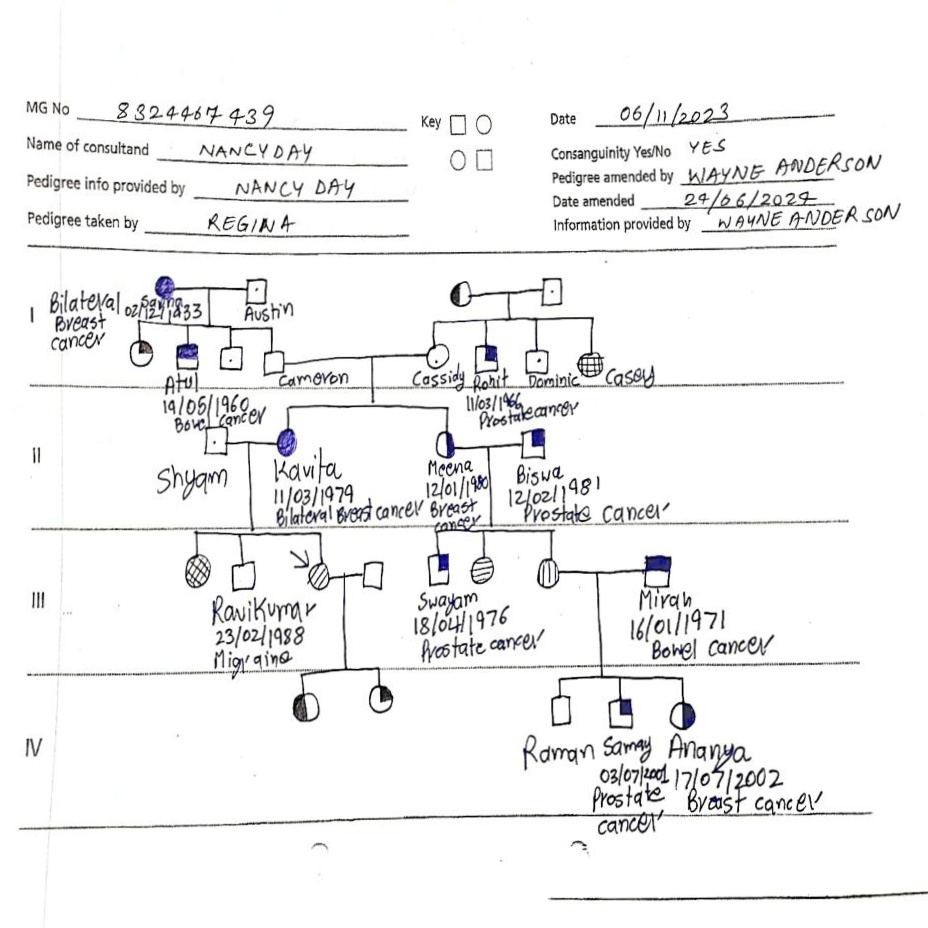 MG No 8324467439
Name of consultand NANCY DAY
Pedigree info provided by NANCY DAY
Pedigree taken by REGINA
Key
Date 06/11/2023
Consanguinity Yes/No YES
Pedigree amended by WAYNE ANDERSON
Date amended 24/06/2024
Information provided by WAYNE ANDERSON
I
Bilateral
Breast
cancer
02/12/1933
Austin
Atul
19/05/1960
cancer
Cameron
Cassidy
Rohit
11/03/1966
Prostate cancer
Dominic
Casey
II
Shyam
Kavita
11/03/1979
Bilateral Breast cancer
Meena
12/01/1980
Breast
cancer
Biswa
12/02/1981
Prostate cancer
III
Ravikumar
23/02/1988
Migraine
Swayam
18/04/1976
Prostate cancer
Mirah
16/01/1971
Bowel cancer
IV
Raman
Samay
03/07/2001
Prostate
cancer
Ananya
17/07/2002
Breast cancer